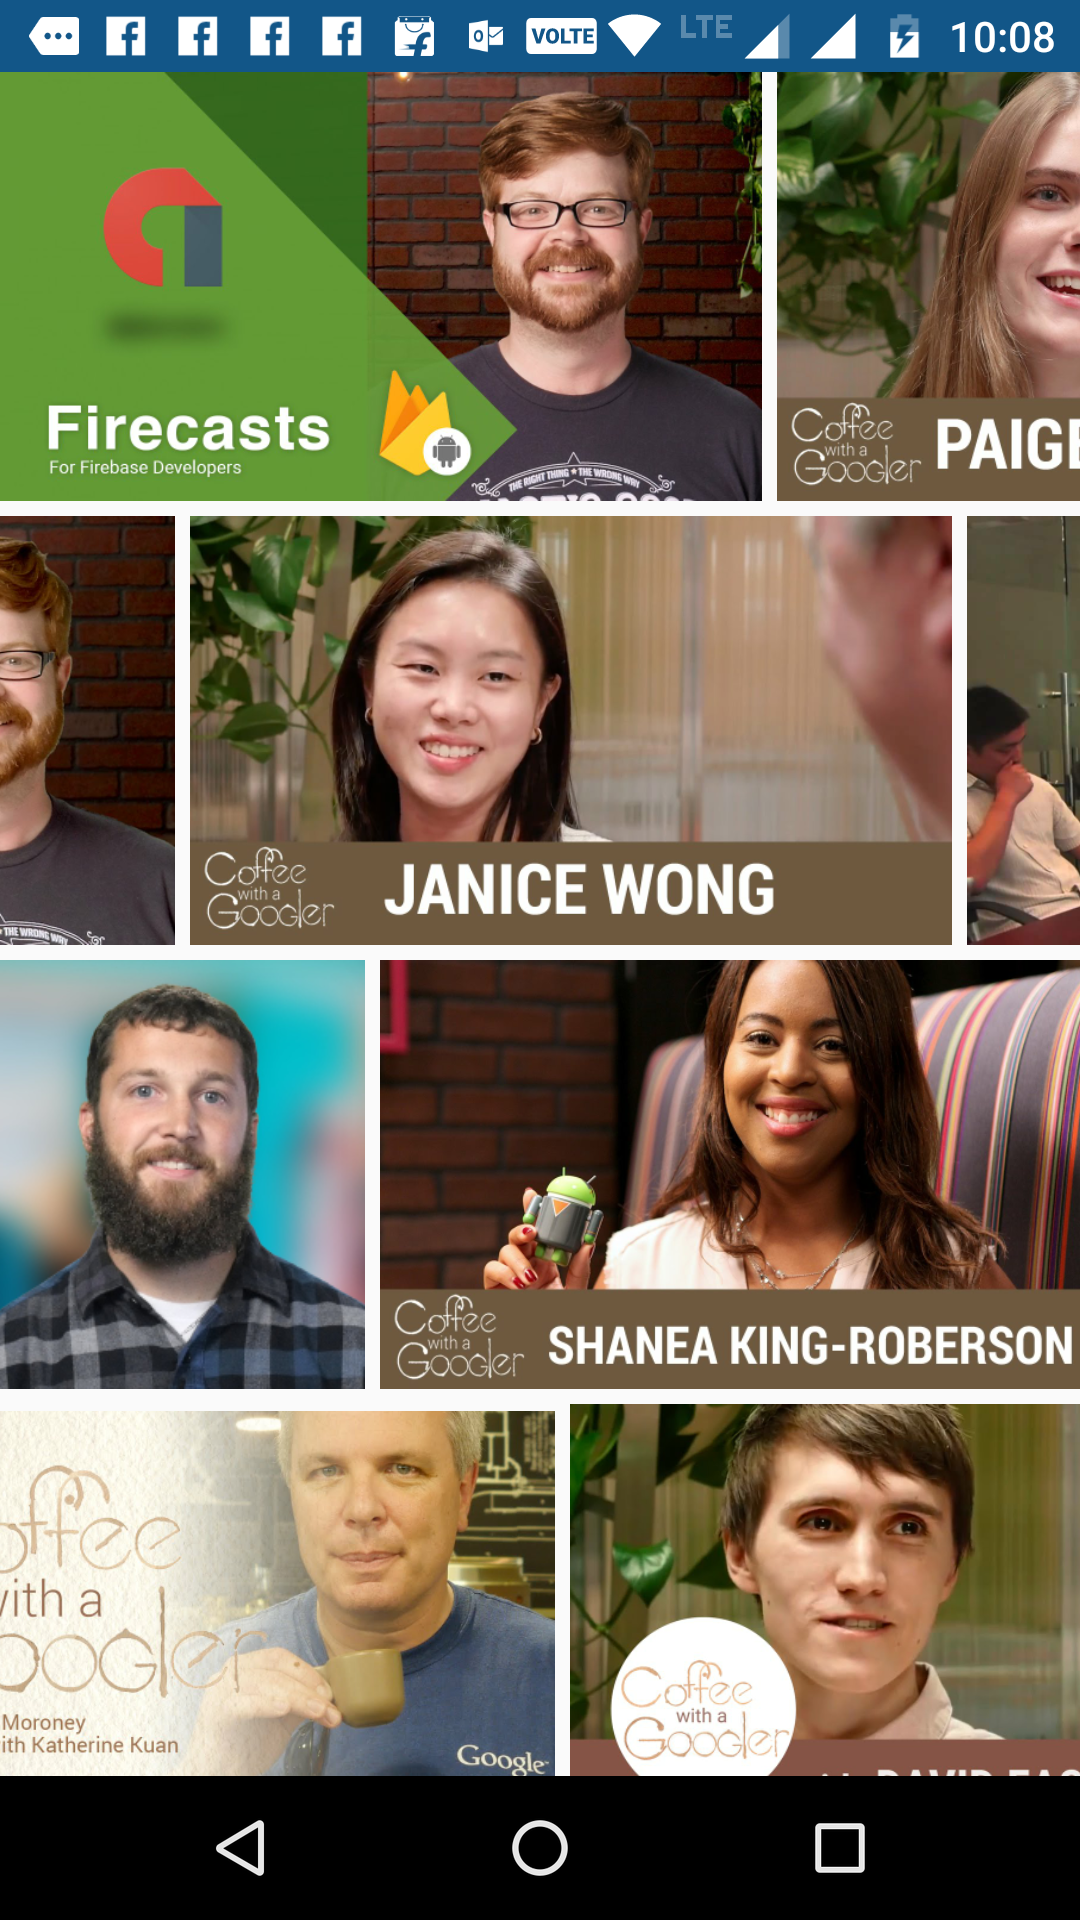 VOLTE
LTE
10:08
Firecasts
For Firebase Developers
THE RIGHT THING ★ THE WRONG WAY
Coffee
with a
Googler
PAIGE
THE WRONG WAY
Coffee
with a
Googler
JANICE WONG
Coffee
with a
Googler
SHANEA KING-ROBERSON
offee
ith a
oogler
Moroney
ith Katherine Kuan
Google
Coffee
with a
Googler